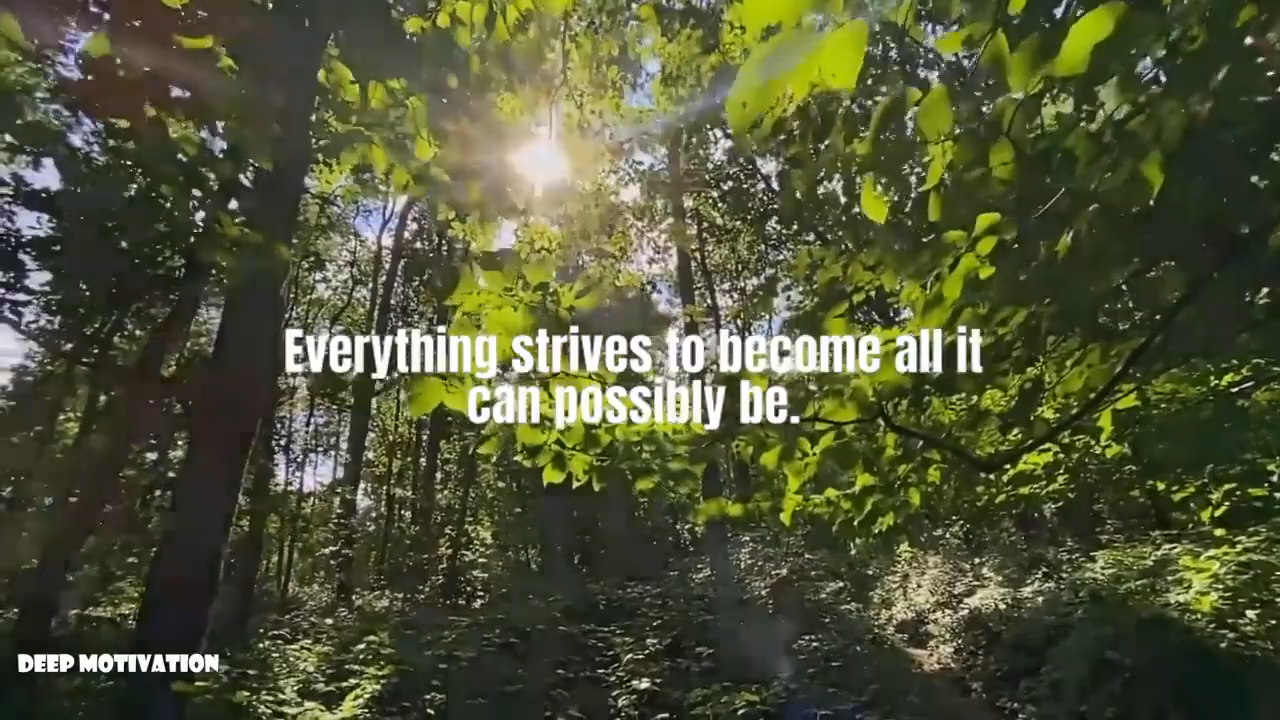 Everything strives to become all it
can possibly be.
DEEP MOTIVATION